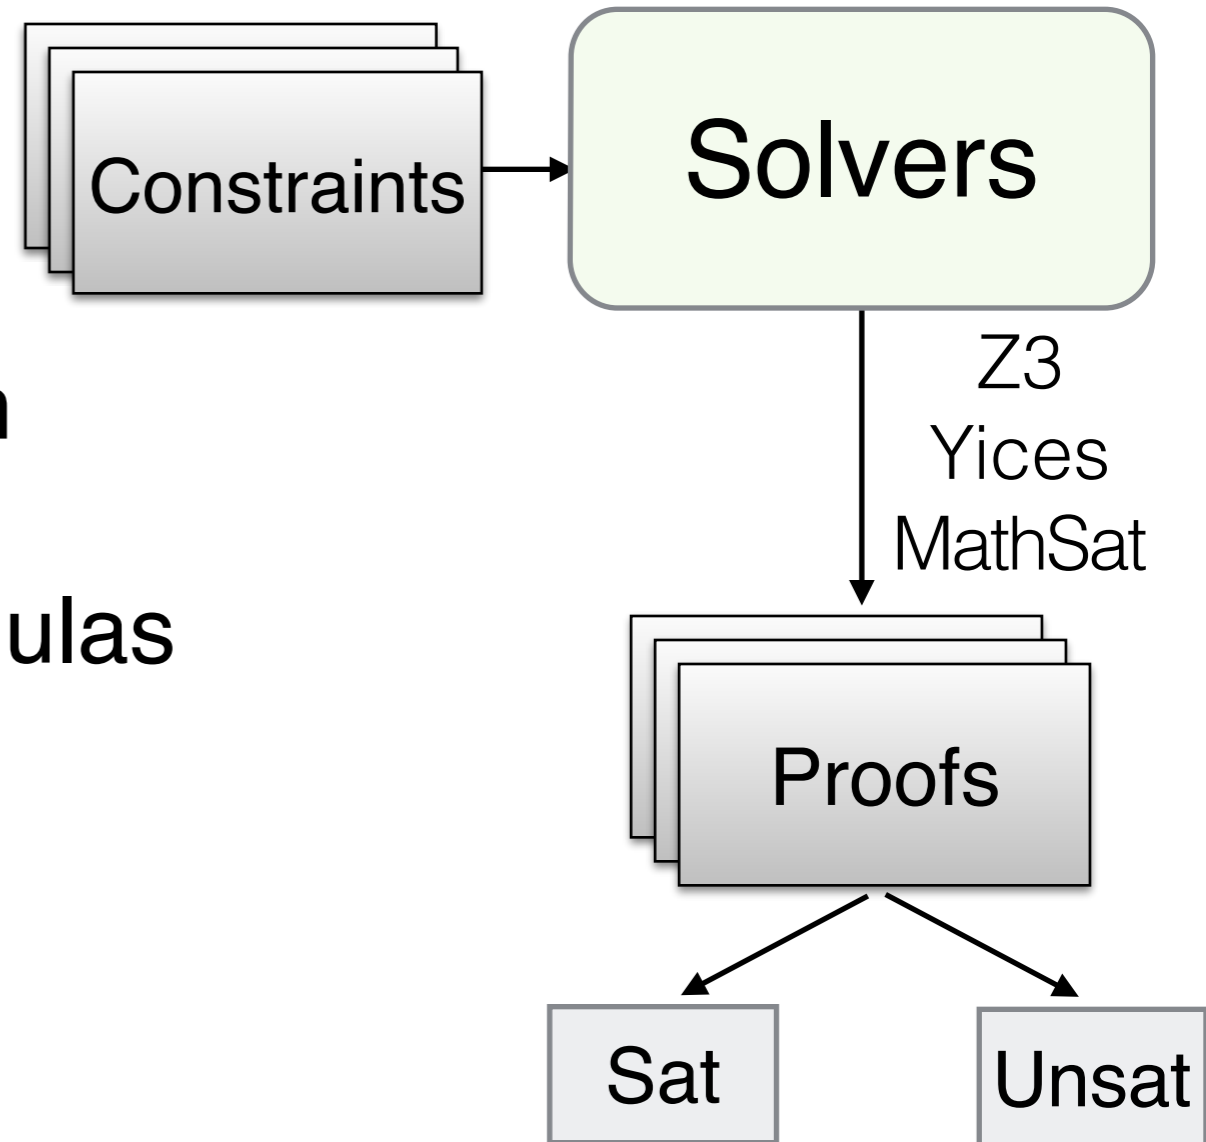 Constraints
Solvers
Z3
Yices
MathSat
ulas
Proofs
Sat
Unsat